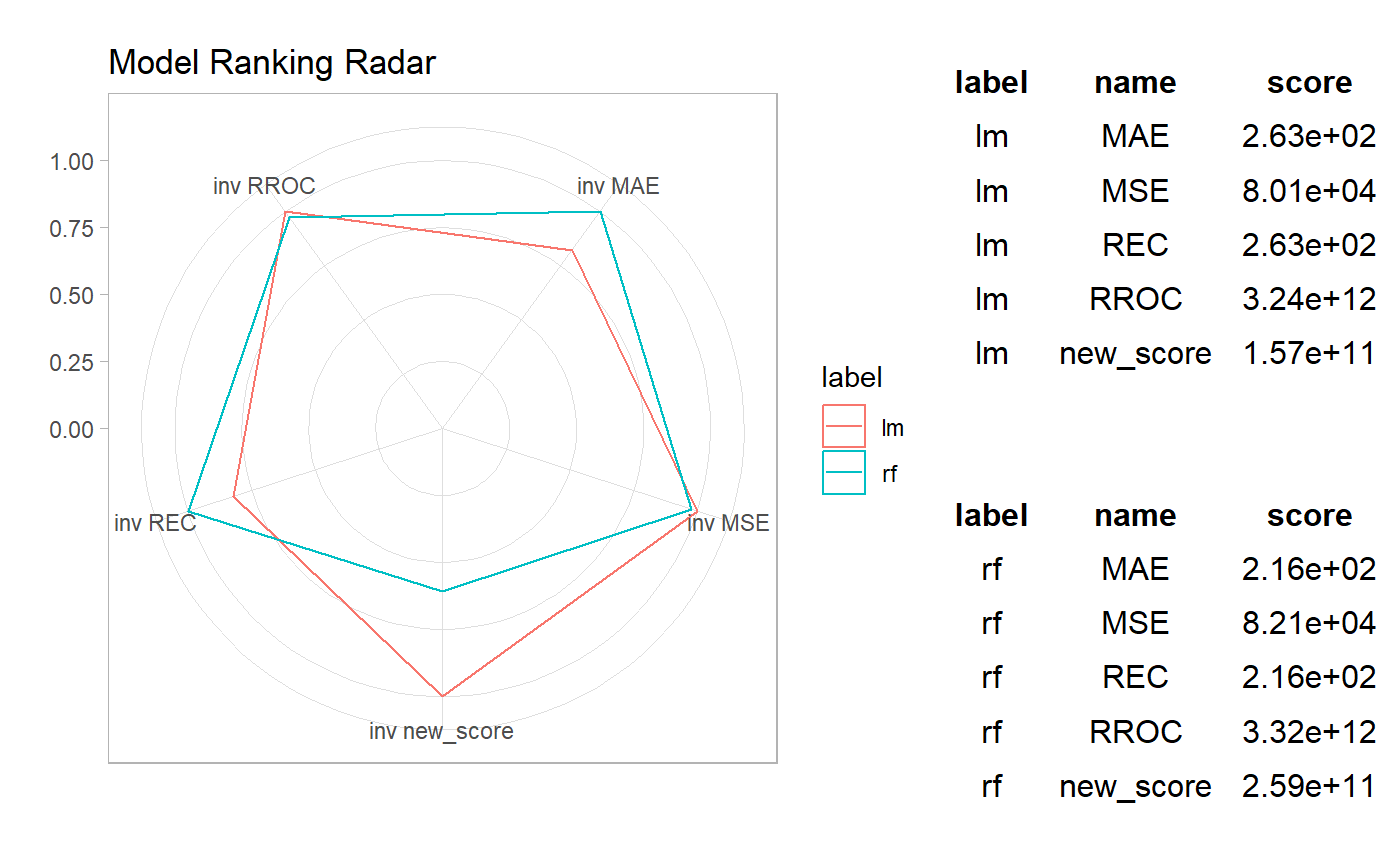 Model Ranking Radar
1.00
0.75
0.50
0.25
0.00
inv RROC
inv MAE
inv REC
inv MSE
inv new_score
label
lm
rf
label name score
lm MAE 2.63e+02
lm MSE 8.01e+04
lm REC 2.63e+02
lm RROC 3.24e+12
lm new_score 1.57e+11
label name score
rf MAE 2.16e+02
rf MSE 8.21e+04
rf REC 2.16e+02
rf RROC 3.32e+12
rf new_score 2.59e+11